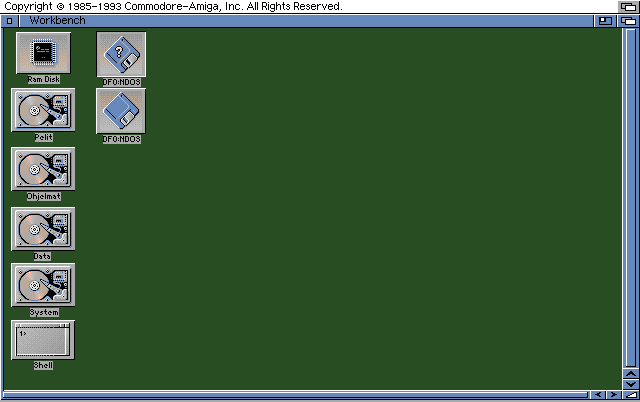 Copyright © 1985-1993 Commodore-Amiga, Inc. All Rights Reserved.
Workbench
Ram Disk
?
DF0:NDOS
Pelit
DF0:NDOS
Ohjelmat
Data
System
1>
Shell